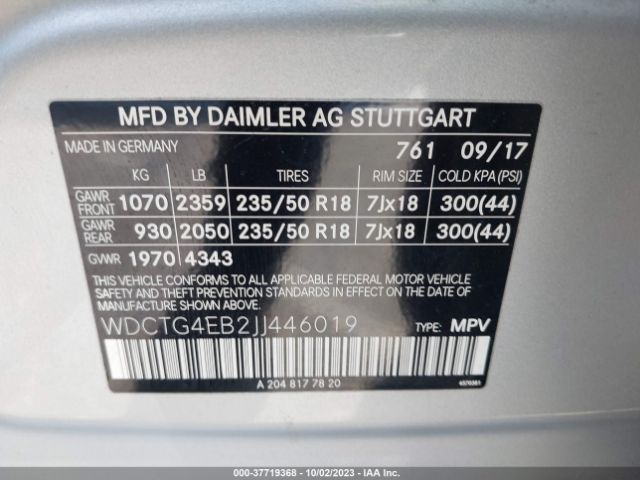 MFD BY DAIMLER AG STUTTGART
MADE IN GERMANY 761 09/17
KG LB TIRES RIM SIZE COLD KPA (PSI)
GAWR FRONT 1070 2359 235/50 R18 7Jx18 300(44)
GAWR REAR 930 2050 235/50 R18 7Jx18 300(44)
GVWR 1970 4343
THIS VEHICLE CONFORMS TO ALL APPLICABLE FEDERAL MOTOR VEHICLE
SAFETY AND THEFT PREVENTION STANDARDS IN EFFECT ON THE DATE OF
MANUFACTURE SHOWN ABOVE.
WDCTG4EB2JJ446019 TYPE: MPV
A 204 817 78 20
000-37719368 | 10/02/2023 | IAAI.COM